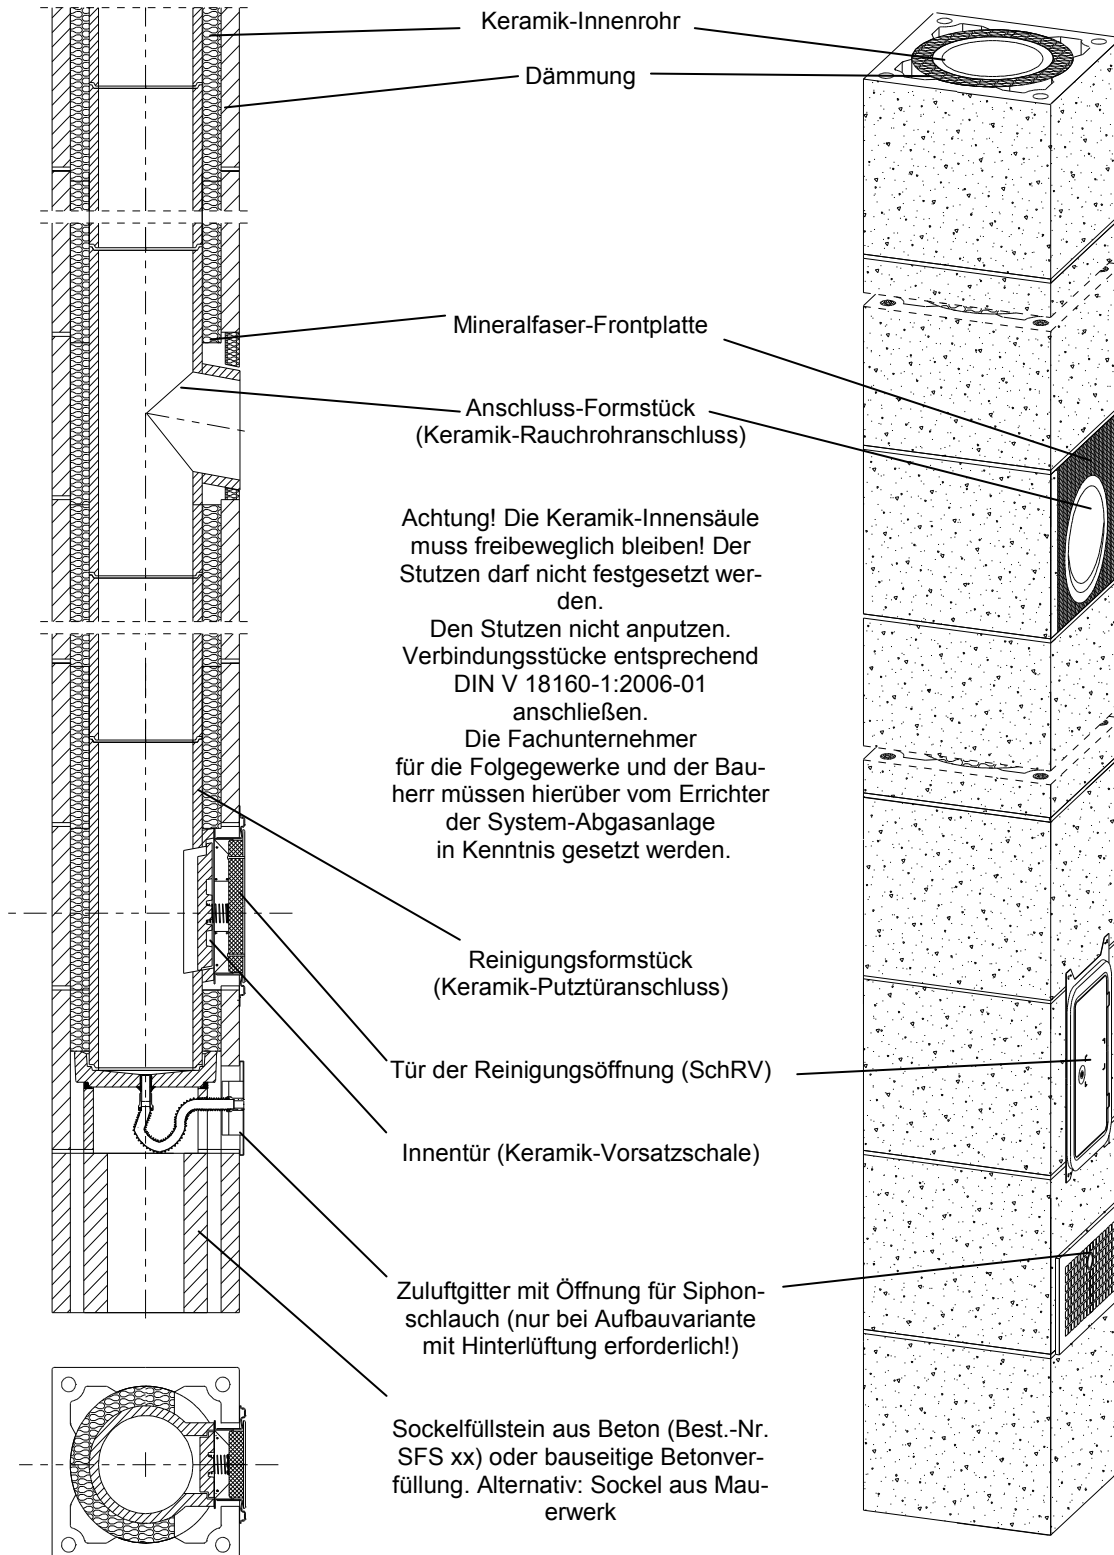 Keramik-Innenrohr
Dämmung
Mineralfaser-Frontplatte
Anschluss-Formstück
(Keramik-Rauchrohranschluss)
Achtung! Die Keramik-Innensäule
muss freibeweglich bleiben! Der
Stutzen darf nicht festgesetzt wer-
den.
Den Stutzen nicht anputzen.
Verbindungsstücke entsprechend
DIN V 18160-1:2006-01
anschließen.
Die Fachunternehmer
für die Folgegewerke und der Bau-
herr müssen hierüber vom Errichter
der System-Abgasanlage
in Kenntnis gesetzt werden.
Reinigungsformstück
(Keramik-Putztüranschluss)
Tür der Reinigungsöffnung (SchRV)
Innentür (Keramik-Vorsatzschale)
Zuluftgitter mit Öffnung für Siphon-
schlauch (nur bei Aufbauvariante
mit Hinterlüftung erforderlich!)
Sockelfüllstein aus Beton (Best.-Nr.
SFS xx) oder bauseitige Betonver-
füllung. Alternativ: Sockel aus Mau-
erwerk